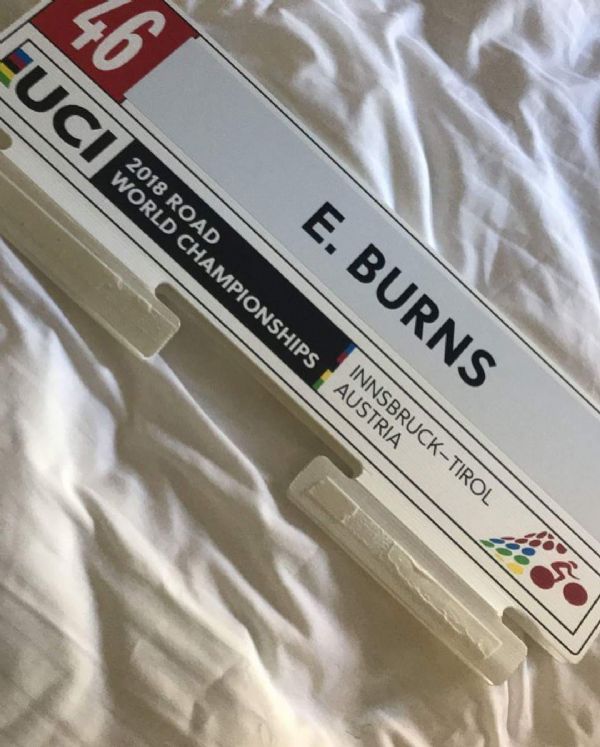 46
UCI
2018 ROAD
WORLD CHAMPIONSHIPS
E. BURNS
INNSBRUCK–TIROL
AUSTRIA